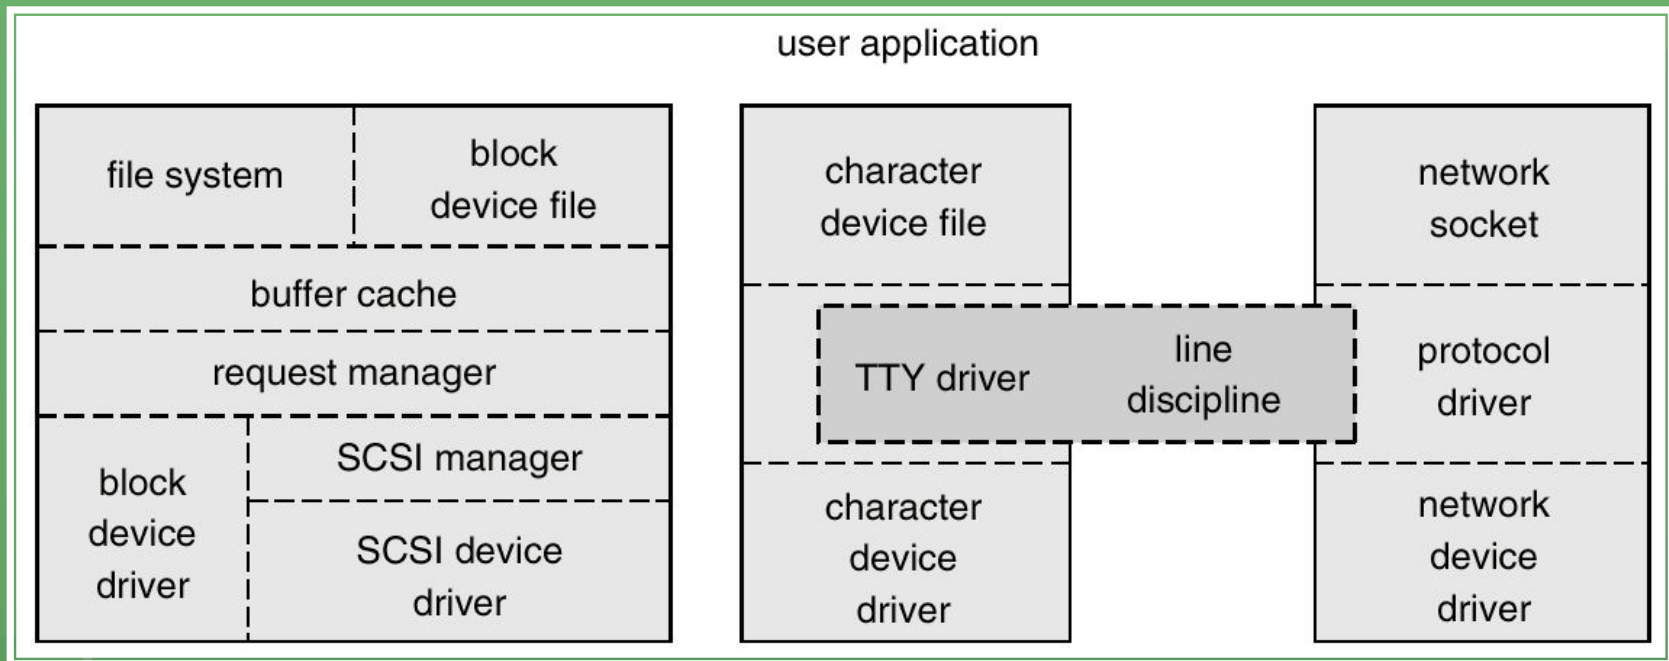 user application
file system
block
device file
buffer cache
request manager
block
device
driver
SCSI manager
SCSI device
driver
character
device file
TTY driver
line
discipline
character
device
driver
network
socket
protocol
driver
network
device
driver